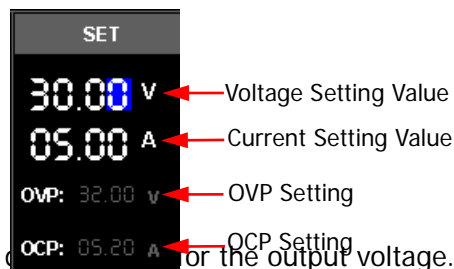 SET
30.00 V Voltage Setting Value
05.00 A Current Setting Value
OVP: 32.00 V OVP Setting
OCP: 05.20 A OCP Setting
or the output voltage.